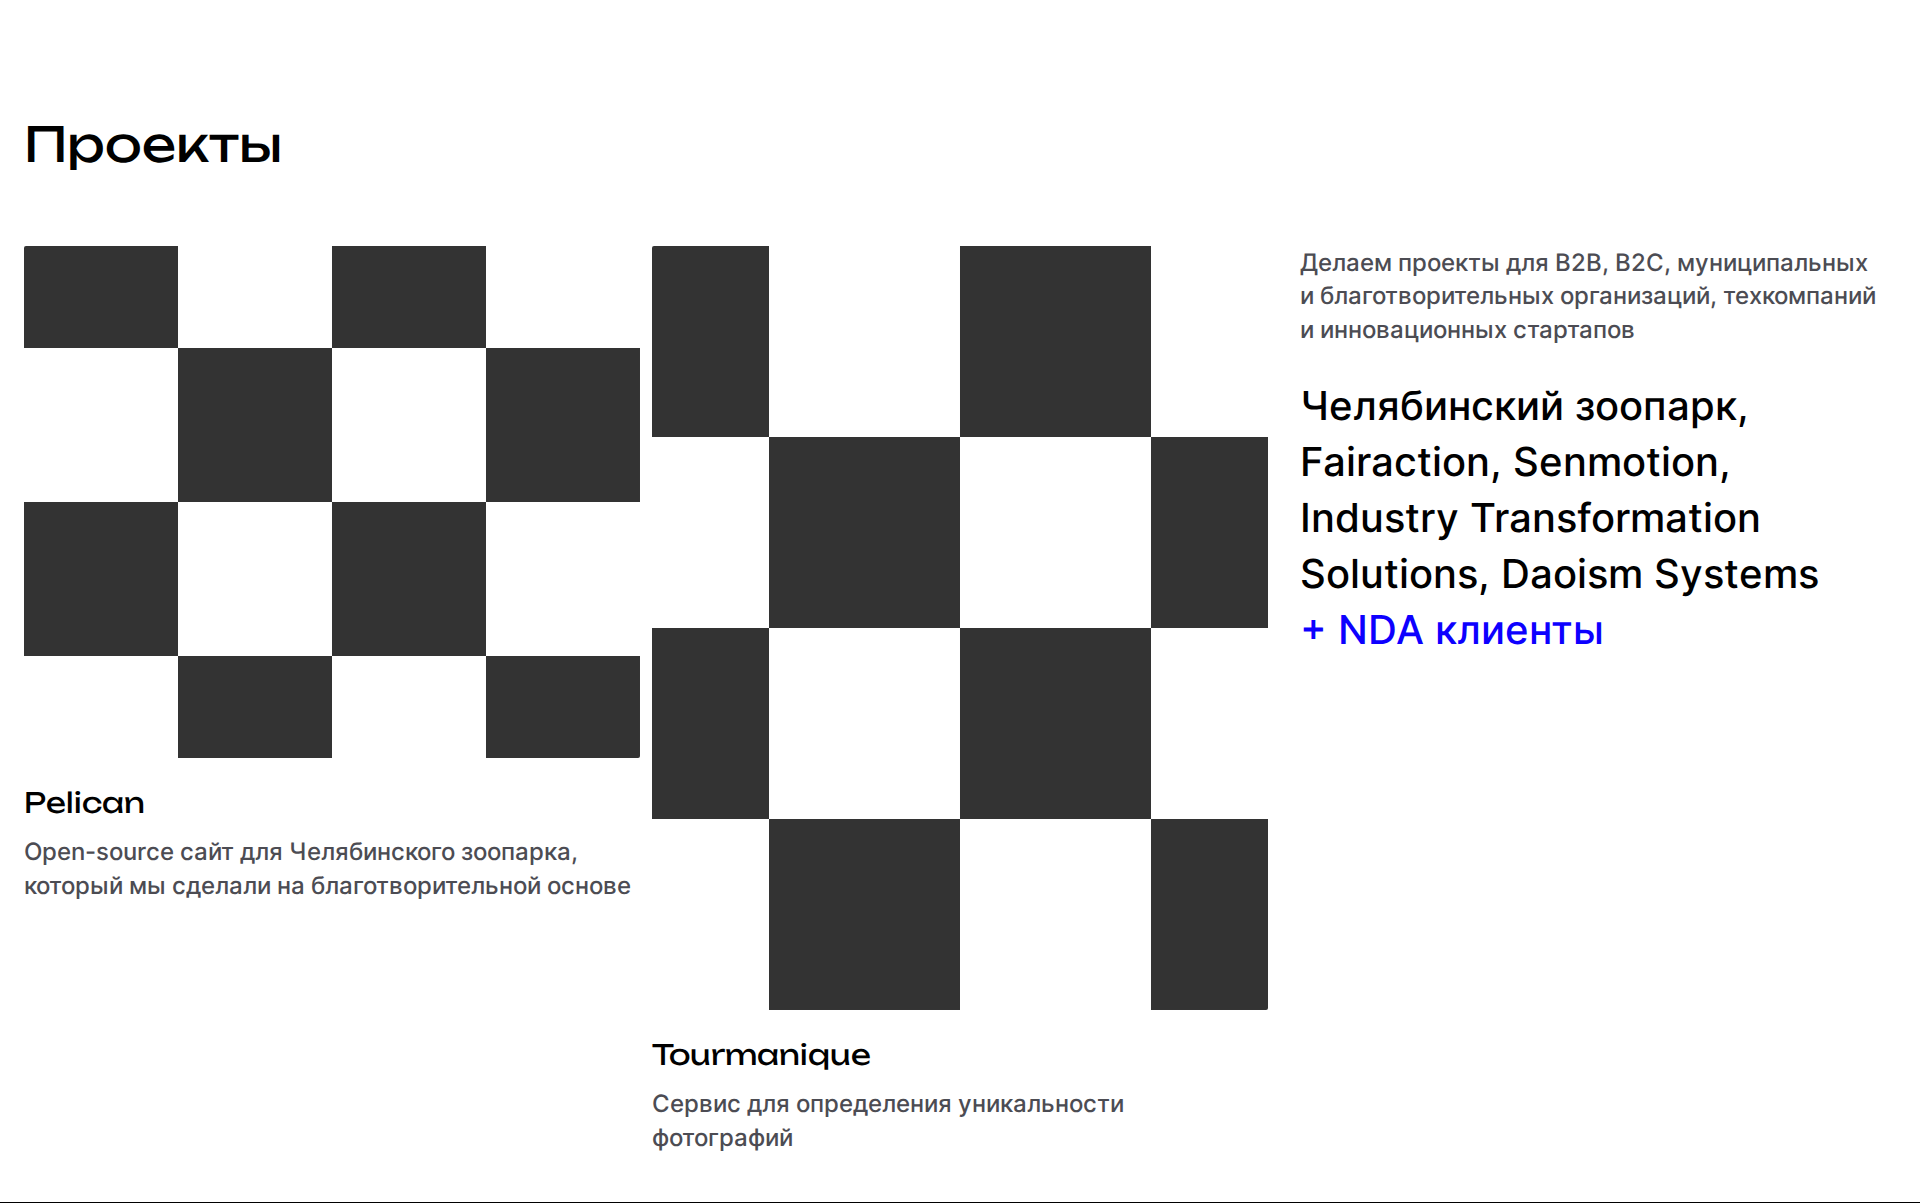 Проекты
Pelican
Open-source сайт для Челябинского зоопарка,
который мы сделали на благотворительной основе
Tourmanique
Сервис для определения уникальности
фотографий
Делаем проекты для B2B, B2C, муниципальных
и благотворительных организаций, техкомпаний
и инновационных стартапов
Челябинский зоопарк,
Fairaction, Senmotion,
Industry Transformation
Solutions, Daoism Systems
+ NDA клиенты